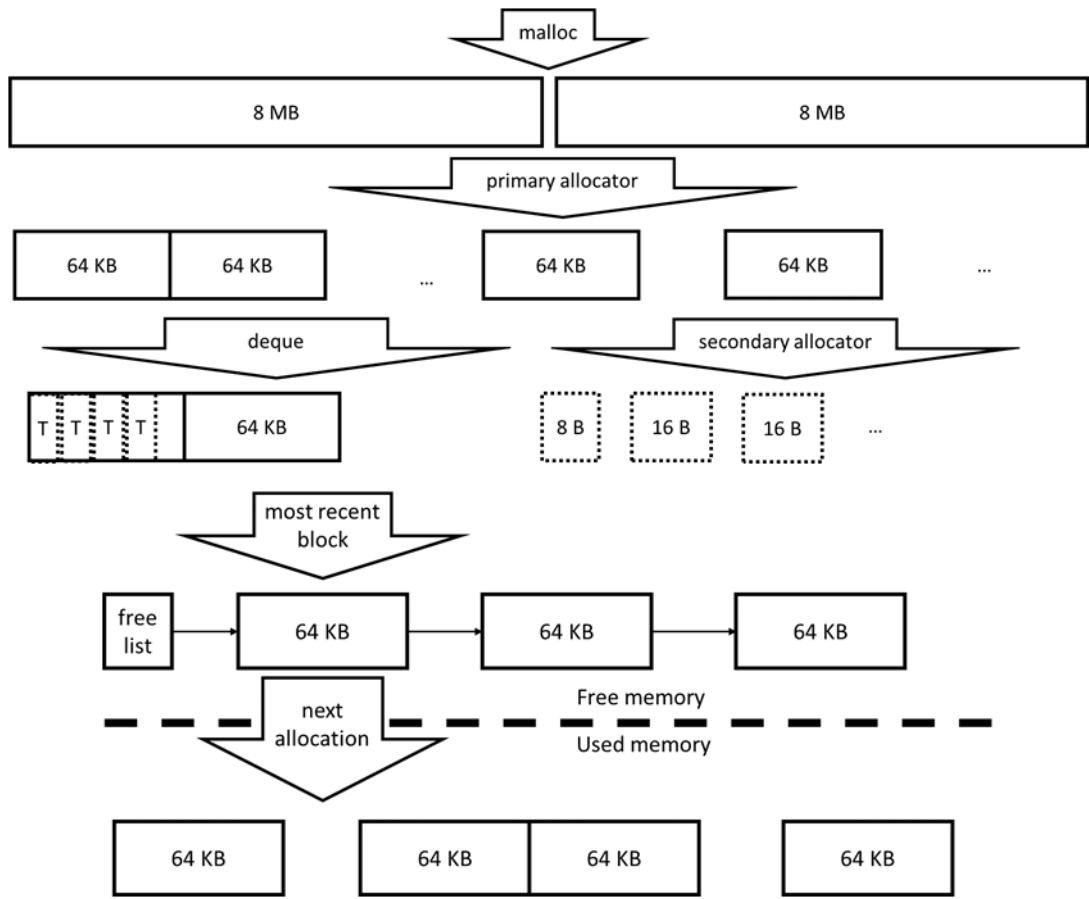 malloc
8 MB 8 MB
primary allocator
64 KB 64 KB ... 64 KB 64 KB ...
deque secondary allocator
T T T T 64 KB 8 B 16 B 16 B ...
most recent
block
free
list 64 KB 64 KB 64 KB
Free memory
next
allocation
Used memory
64 KB 64 KB 64 KB 64 KB